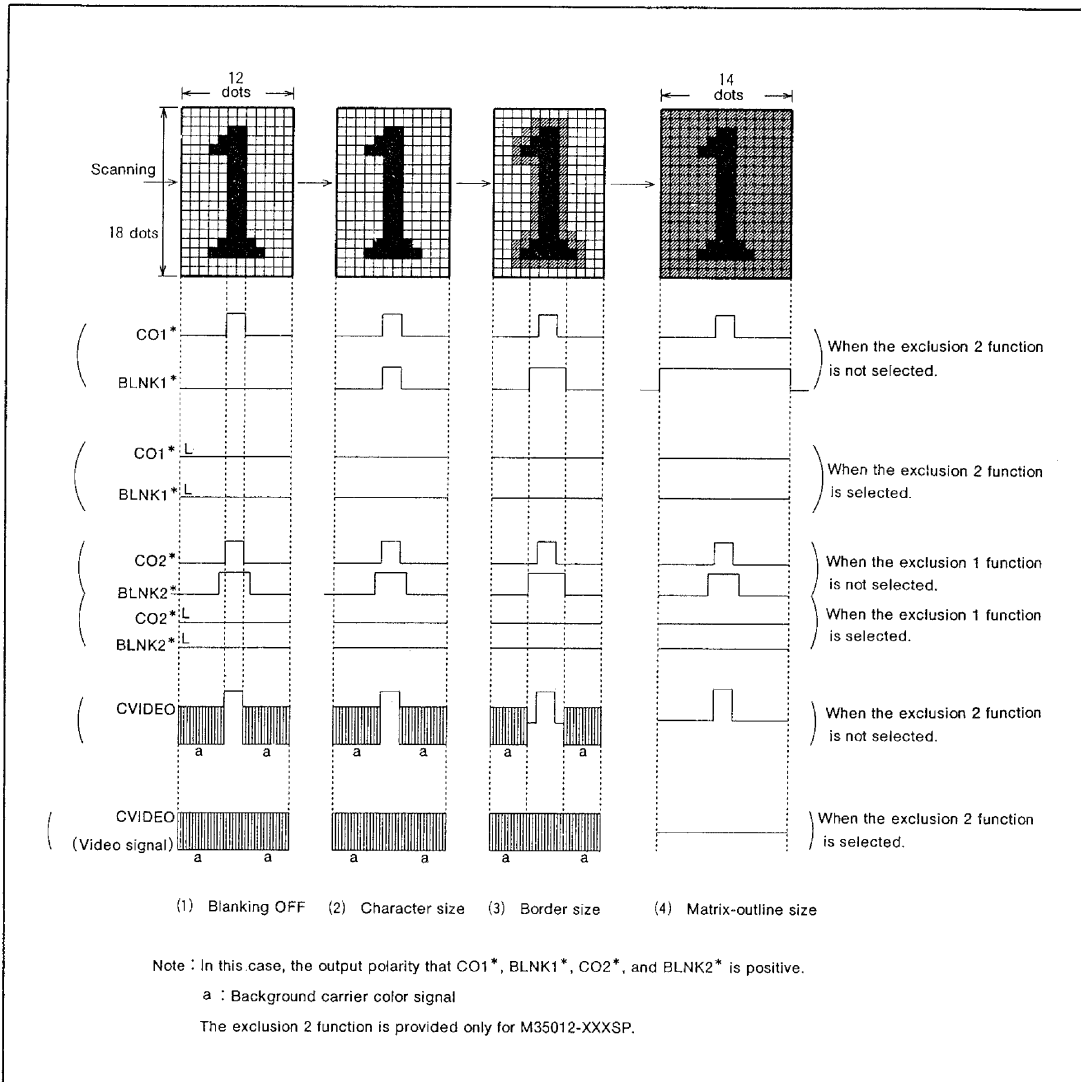 12 dots
14 dots
Scanning
18 dots
CO1*
BLNK1*
When the exclusion 2 function
is not selected.
CO1* L
BLNK1* L
When the exclusion 2 function
is selected.
CO2*
BLNK2*
When the exclusion 1 function
is not selected.
CO2* L
BLNK2* L
When the exclusion 1 function
is selected.
CVIDEO
a a a a a a
When the exclusion 2 function
is not selected.
CVIDEO
(Video signal)
a a a a a a
When the exclusion 2 function
is selected.
(1) Blanking OFF (2) Character size (3) Border size (4) Matrix-outline size
Note : In this case, the output polarity that CO1*, BLNK1*, CO2*, and BLNK2* is positive.
a : Background carrier color signal
The exclusion 2 function is provided only for M35012-XXXSP.